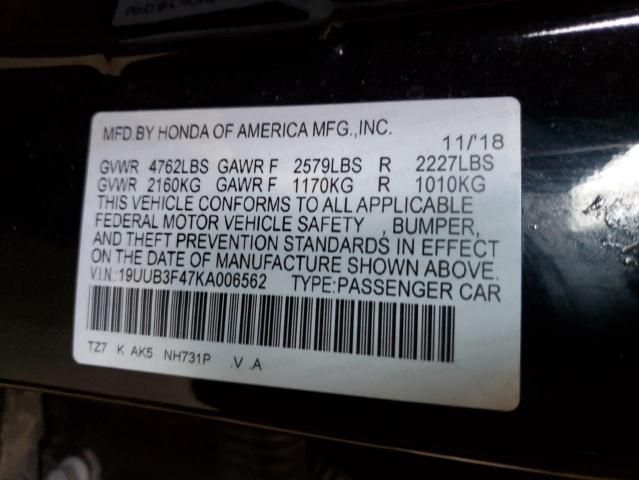 MFD.BY HONDA OF AMERICA MFG.,INC.
11/'18
GVWR 4762LBS GAWR F 2579LBS R 2227LBS
GVWR 2160KG GAWR F 1170KG R 1010KG
THIS VEHICLE CONFORMS TO ALL APPLICABLE
FEDERAL MOTOR VEHICLE SAFETY , BUMPER,
AND THEFT PREVENTION STANDARDS IN EFFECT
ON THE DATE OF MANUFACTURE SHOWN ABOVE.
V.I.N.:19UUB3F47KA006562 TYPE:PASSENGER CAR
TZ7 K AK5 NH731P .V .A